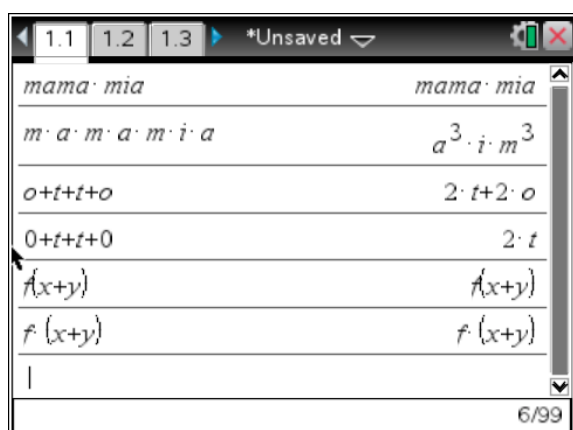 1.1 1.2 1.3 *Unsaved
mama·mia mama·mia
m·a·m·a·m·i·a a³·i·m³
o+t+t+o 2·t+2·o
0+t+t+0 2·t
f(x+y) f(x+y)
f·(x+y) f·(x+y)
6/99